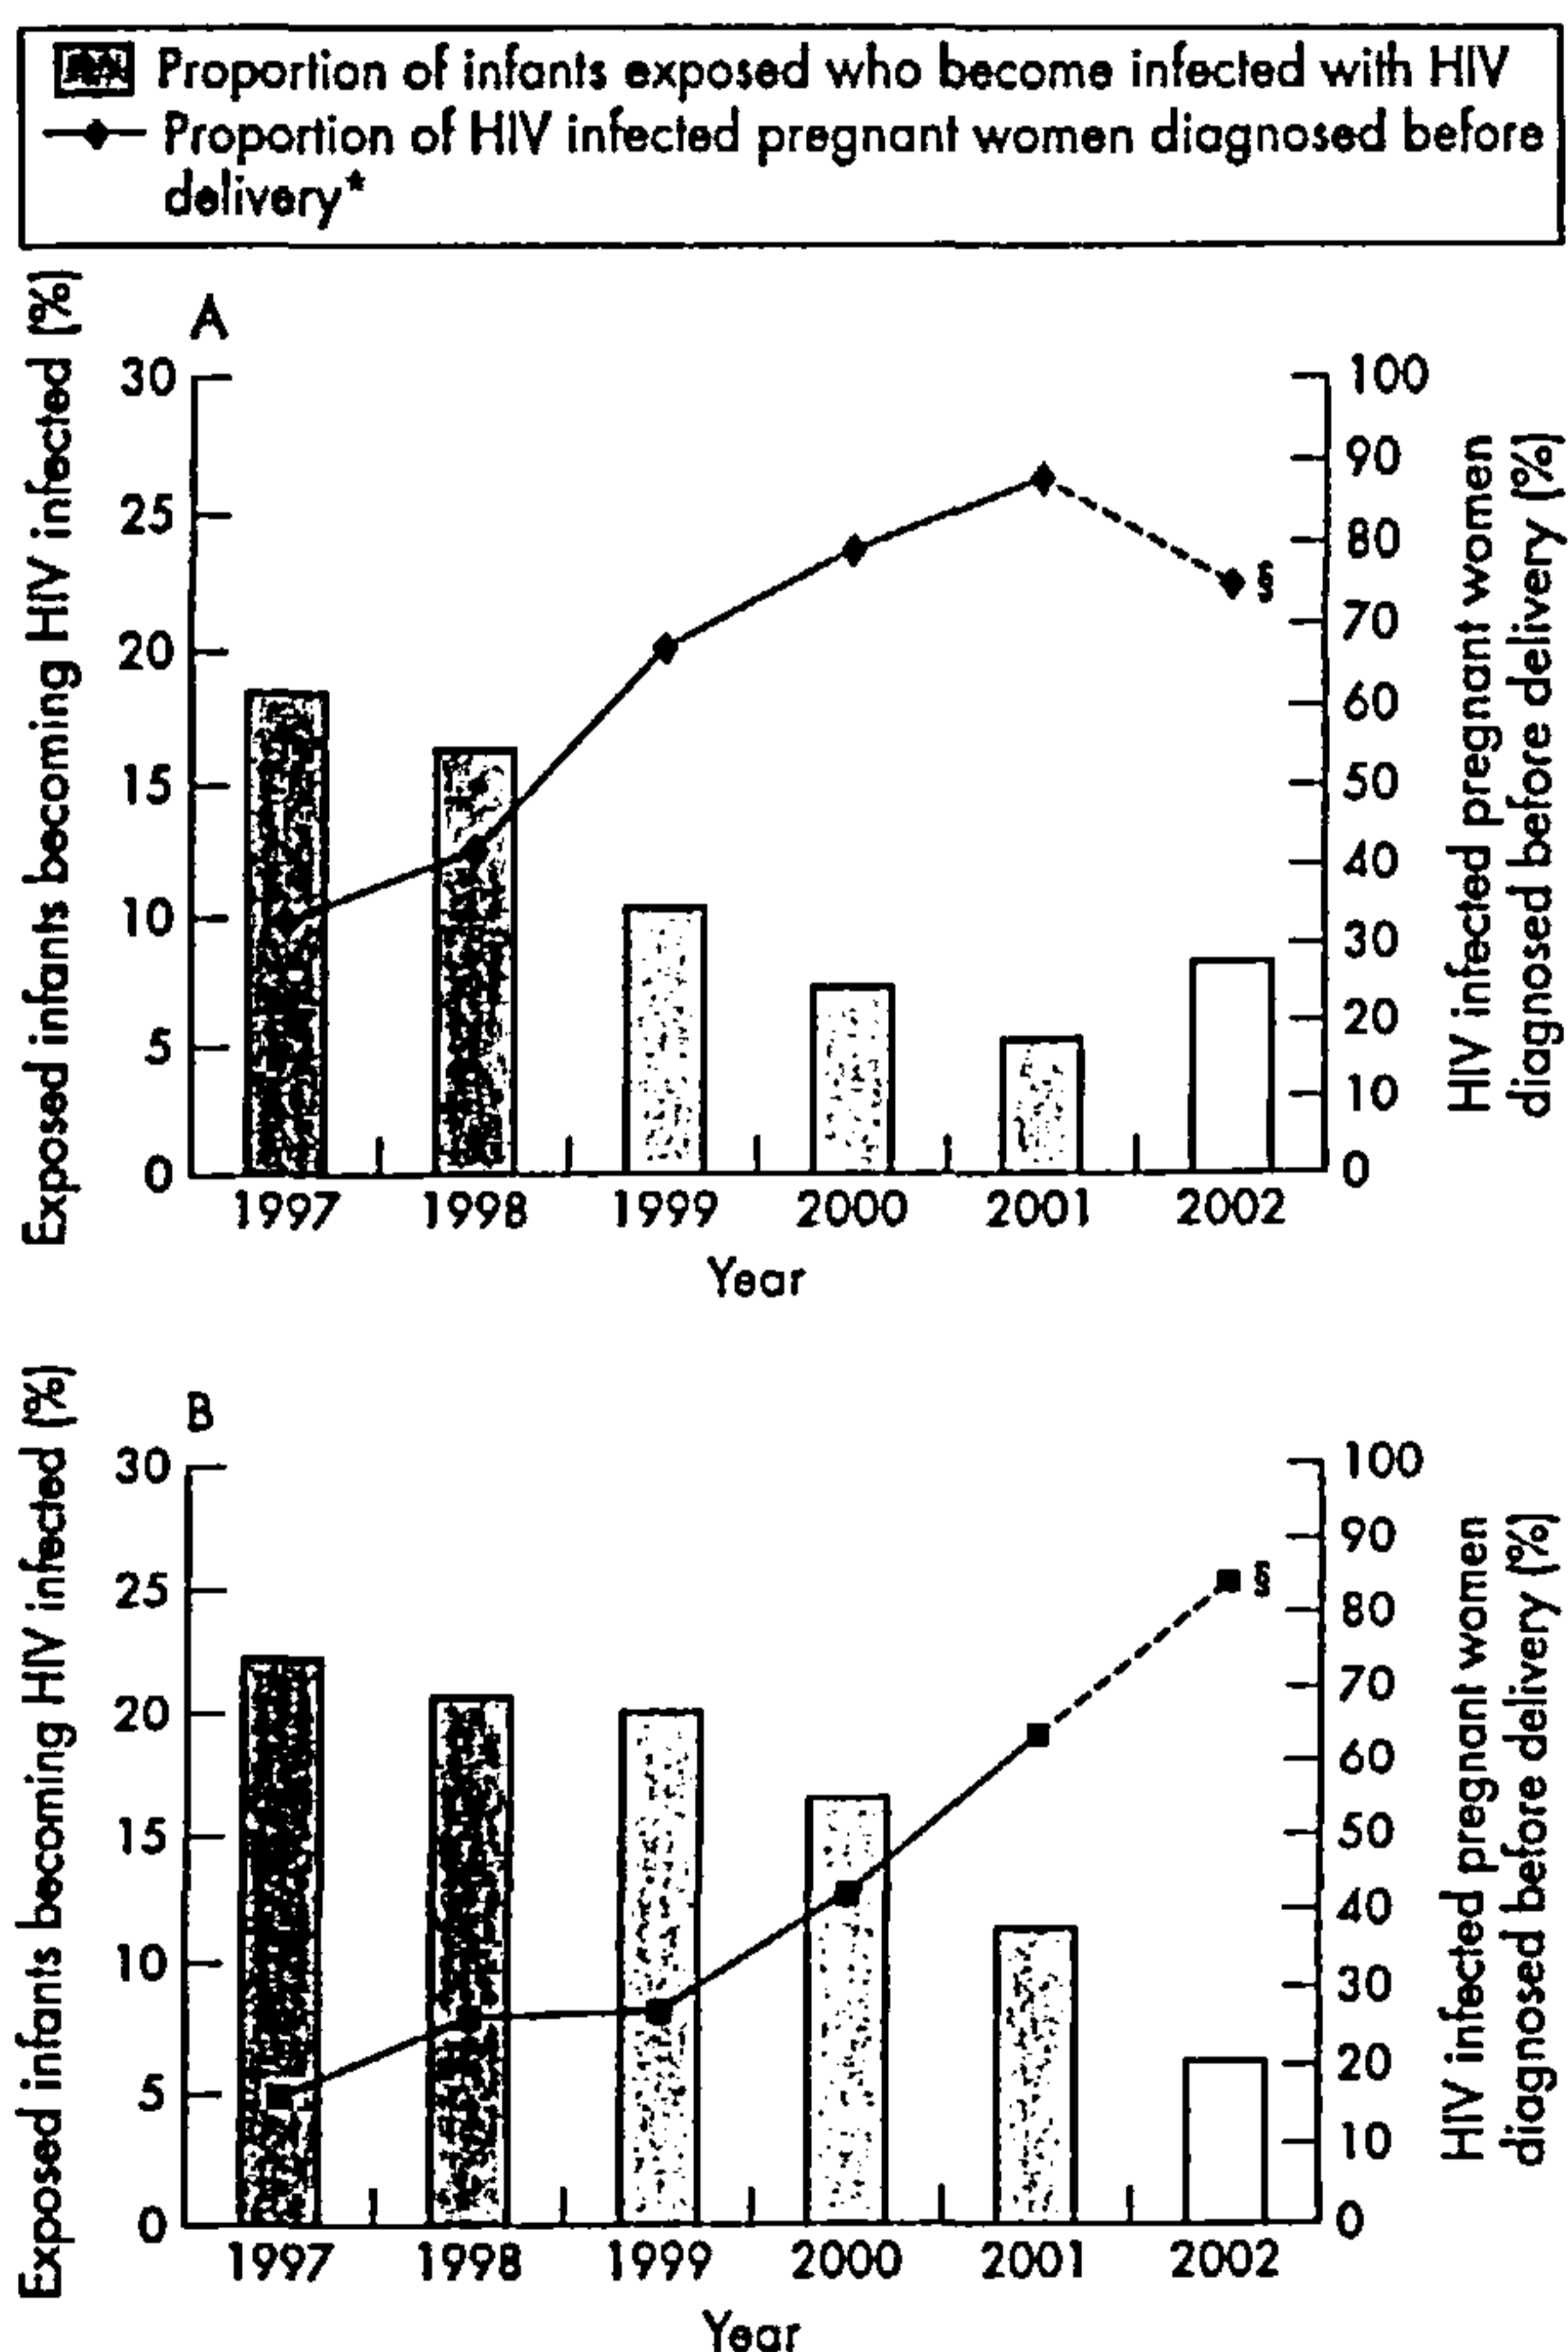 Proportion of infants exposed who become infected with HIV
Proportion of HIV infected pregnant women diagnosed before
delivery*
A
Exposed infants becoming HIV infected (%)
30
25
20
15
10
5
0
1997 1998 1999 2000 2001 2002
Year
100
90
80
70
60
50
40
30
20
10
0
HIV infected pregnant women
diagnosed before delivery (%)
§
B
Exposed infants becoming HIV infected (%)
30
25
20
15
10
5
0
1997 1998 1999 2000 2001 2002
Year
100
90
80
70
60
50
40
30
20
10
0
HIV infected pregnant women
diagnosed before delivery (%)
§